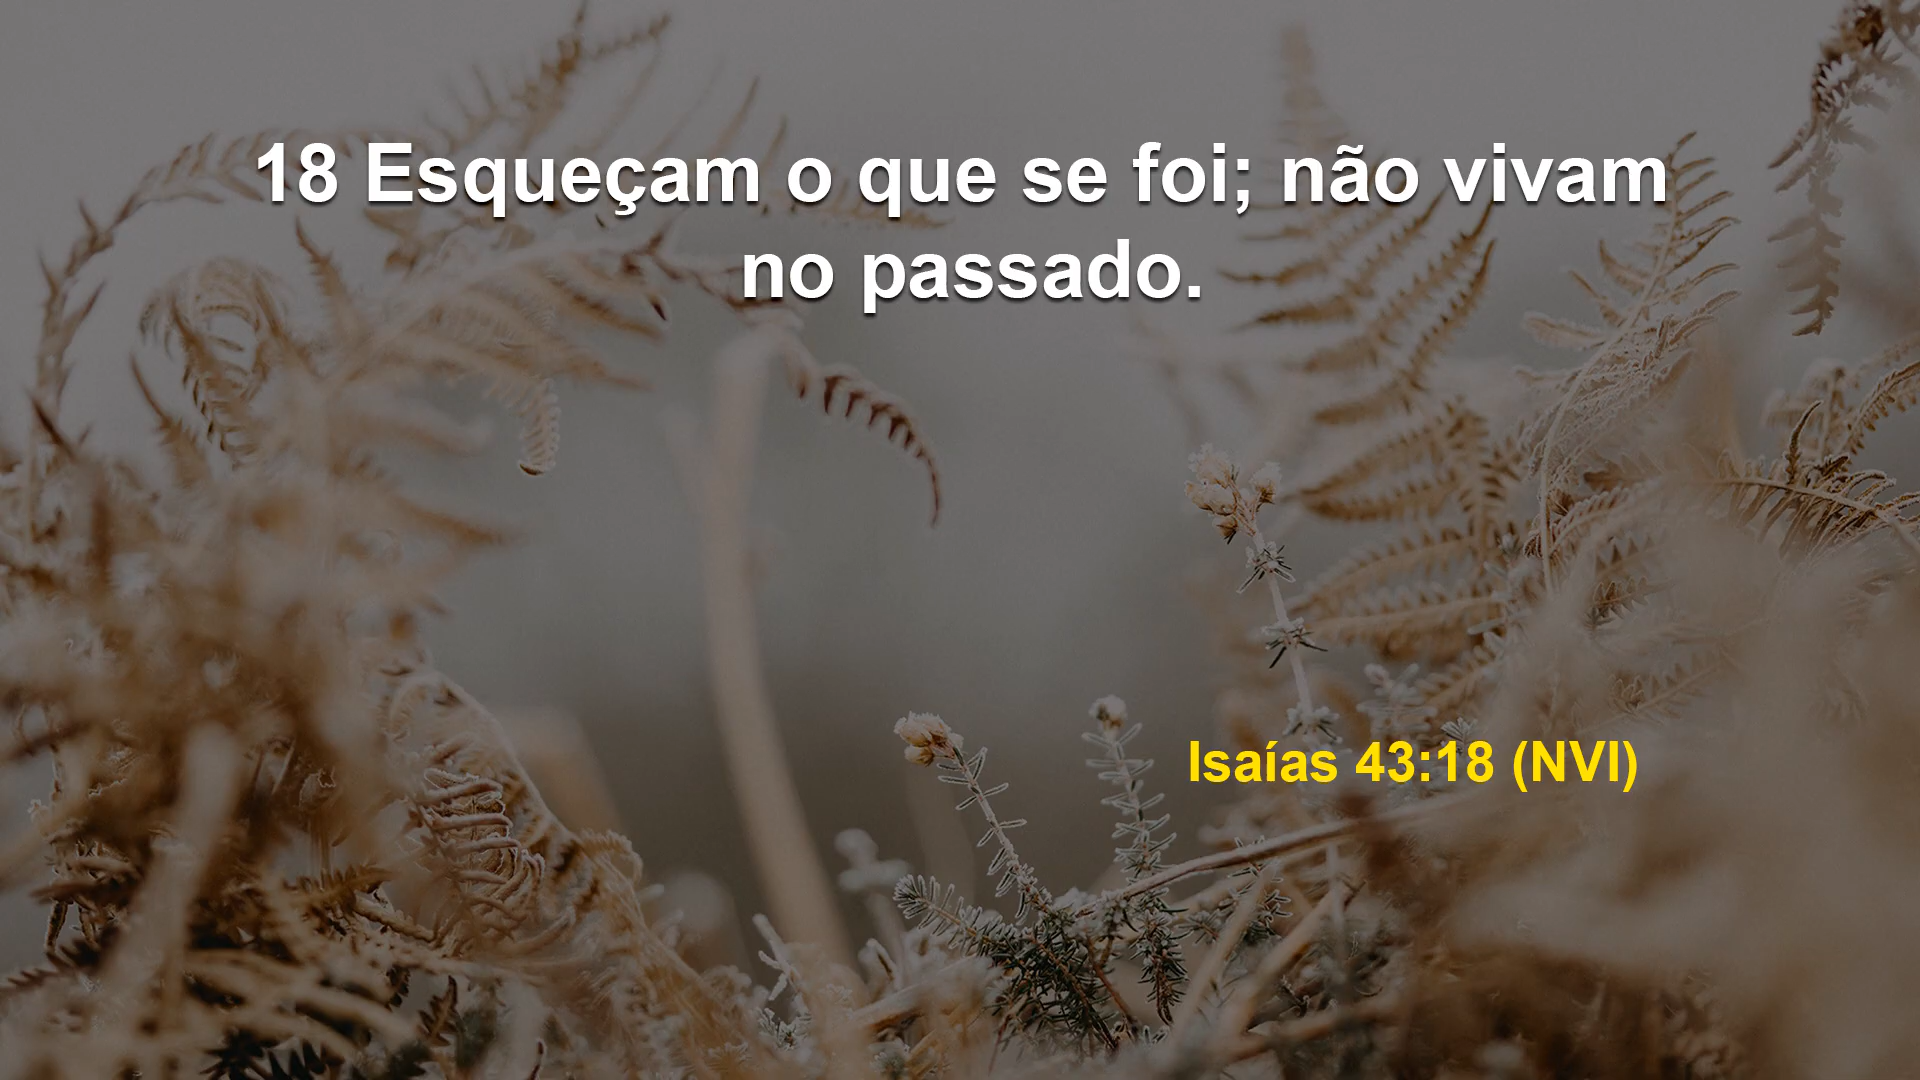 18 Esqueçam o que se foi; não vivam
no passado.
Isaías 43:18 (NVI)